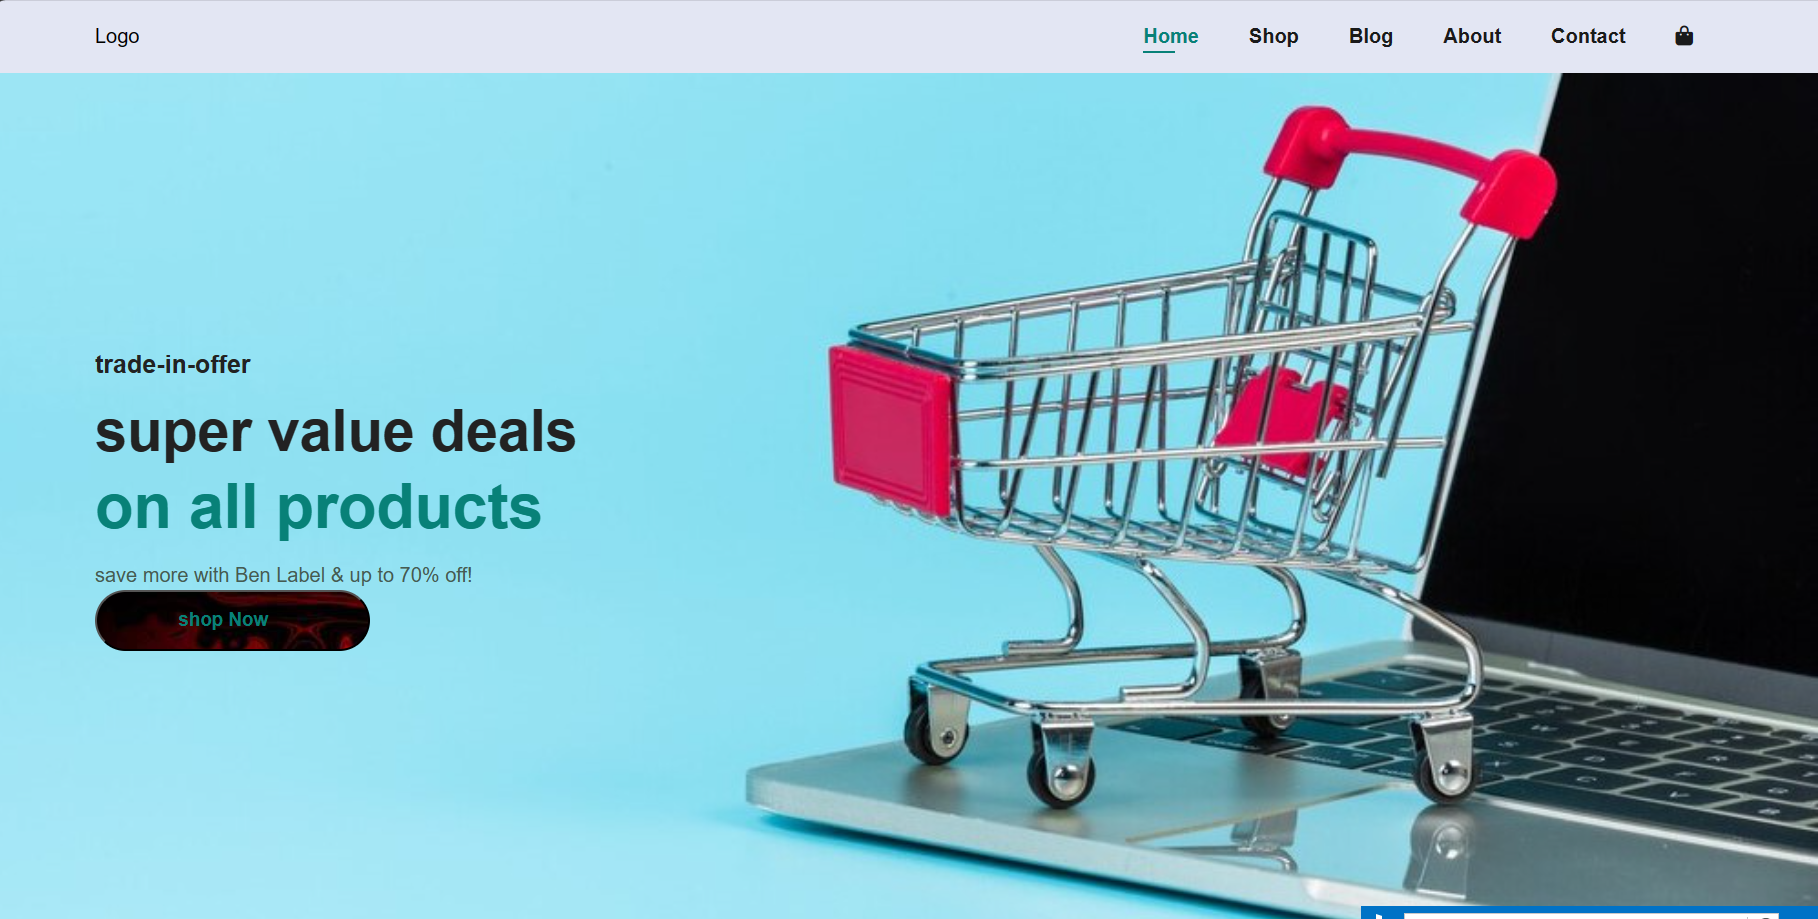 Logo
Home Shop Blog About Contact
trade-in-offer
super value deals
on all products
save more with Ben Label & up to 70% off!
shop Now